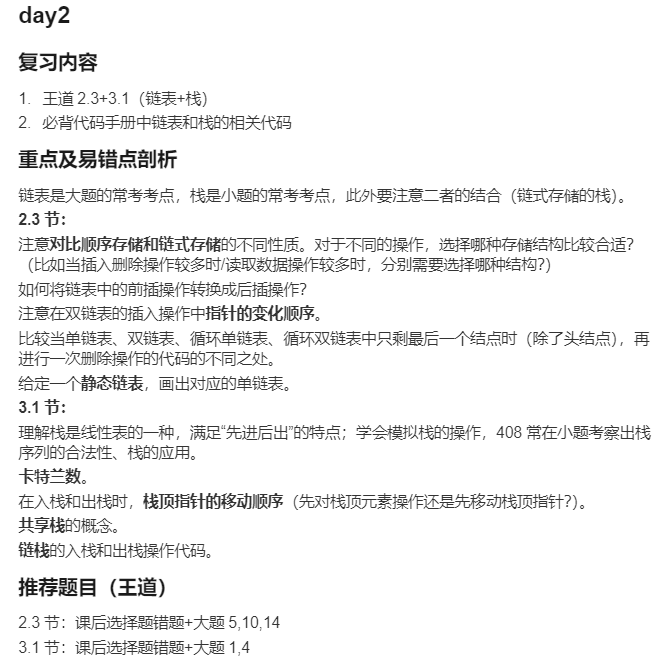 day2
复习内容
1. 王道 2.3+3.1（链表+栈）
2. 必背代码手册中链表和栈的相关代码
重点及易错点剖析
链表是大题的常考考点，栈是小题的常考考点，此外要注意二者的结合（链式存储的栈）。
2.3 节：
注意对比顺序存储和链式存储的不同性质。对于不同的操作，选择哪种存储结构比较合适？
（比如当插入删除操作较多时/读取数据操作较多时，分别需要选择哪种结构？）
如何将链表中的前插操作转换成后插操作？
注意在双链表的插入操作中指针的变化顺序。
比较当单链表、双链表、循环单链表、循环双链表中只剩最后一个结点时（除了头结点），再
进行一次删除操作的代码的不同之处。
给定一个静态链表，画出对应的单链表。
3.1 节：
理解栈是线性表的一种，满足“先进后出”的特点；学会模拟栈的操作，408 常在小题考察出栈
序列的合法性、栈的应用。
卡特兰数。
在入栈和出栈时，栈顶指针的移动顺序（先对栈顶元素操作还是先移动栈顶指针？）。
共享栈的概念。
链栈的入栈和出栈操作代码。
推荐题目（王道）
2.3 节：课后选择题错题+大题 5,10,14
3.1 节：课后选择题错题+大题 1,4